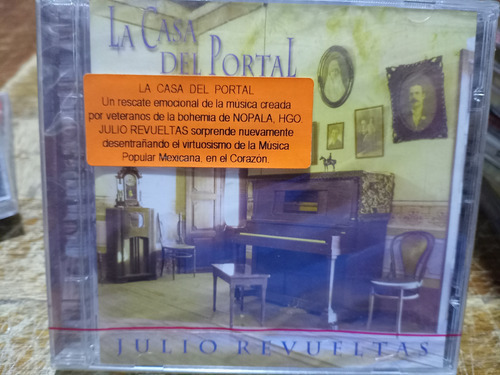 LA CASA
DEL PORTAL
LA CASA DEL PORTAL
Un rescate emocional de la musica creada
por veteranos de la bohemia de NOPALA, HGO.
JULIO REVUELTAS sorprende nuevamente
desentrañando el virtuosismo de la Música
Popular Mexicana, en el Corazón.
JULIO REVUELTAS